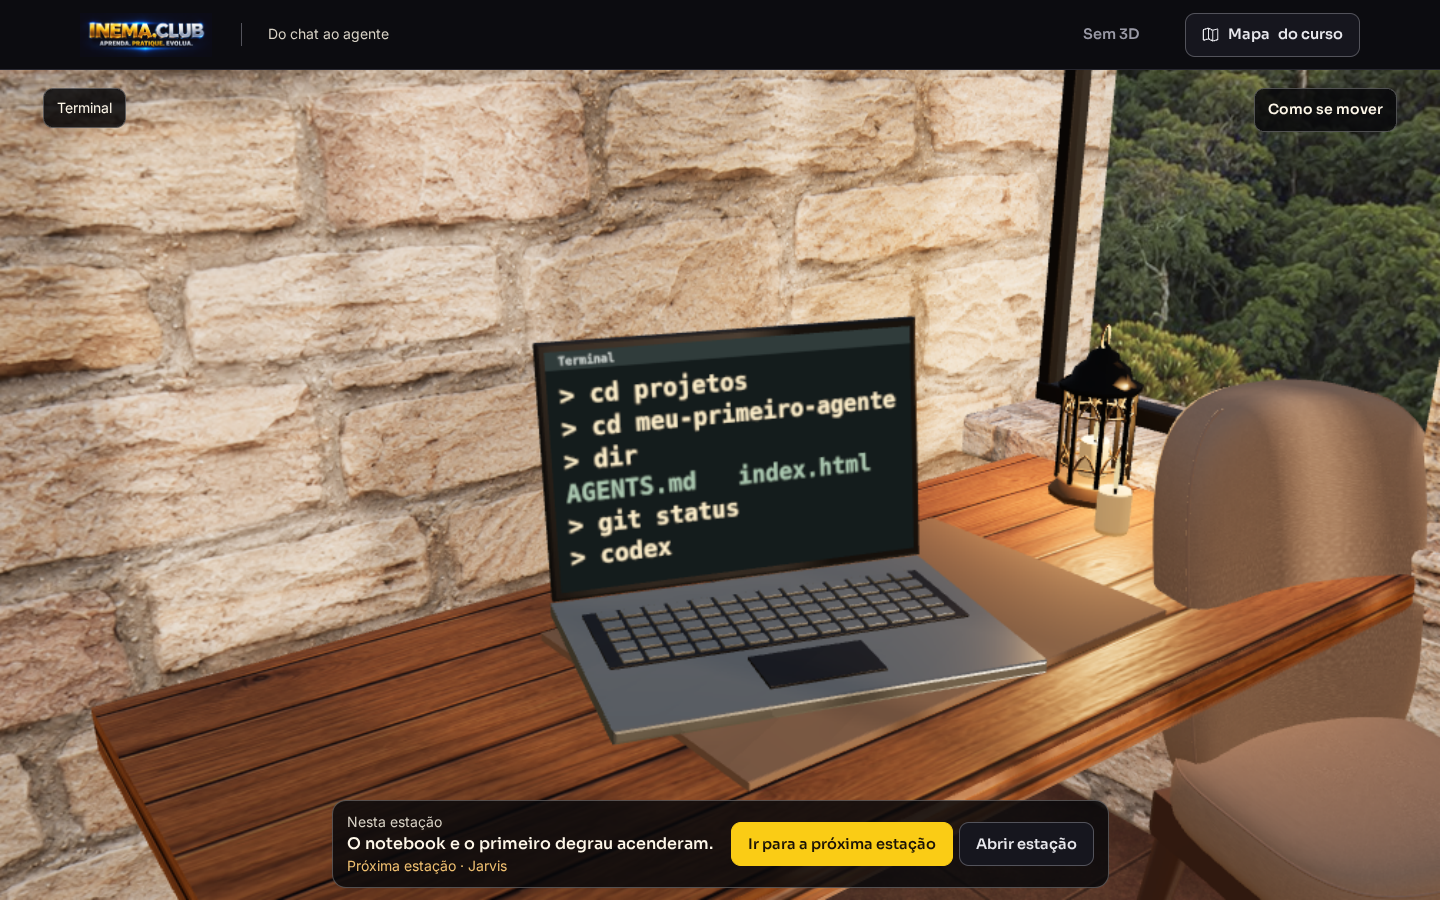 INEMA.CLUB
APRENDA. PRATIQUE. EVOLUA.
Do chat ao agente
Sem 3D
Mapa do curso
Terminal
Como se mover
Terminal
> cd projetos
> cd meu-primeiro-agente
> dir
AGENTS.md index.html
> git status
> codex
Nesta estação
O notebook e o primeiro degrau acenderam.
Próxima estação · Jarvis
Ir para a próxima estação
Abrir estação